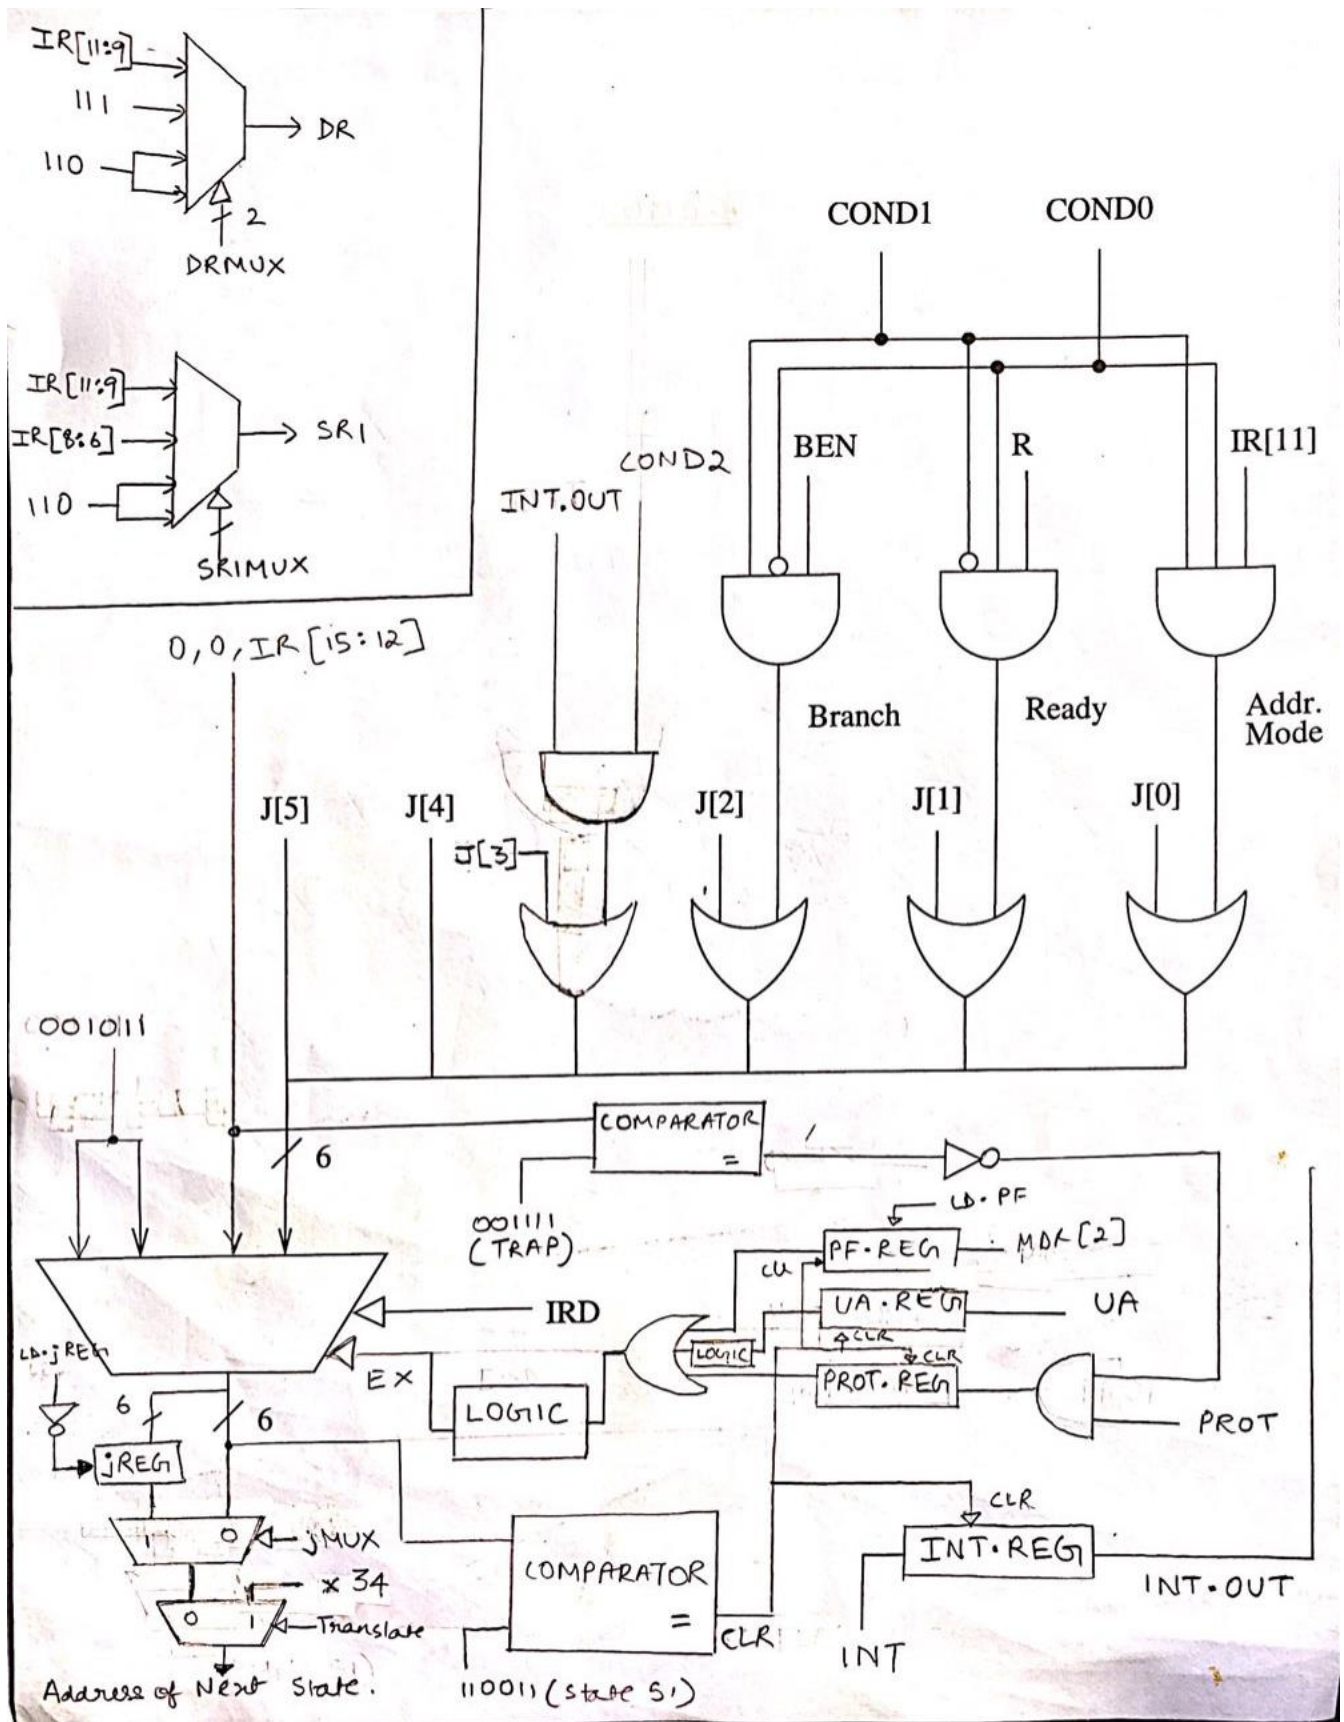 IR[11:9]
111
110
DR
2
DRMUX
IR[11:9]
IR[8:6]
110
SR1
SR1MUX
COND1
COND0
COND2
INT.OUT
BEN
R
IR[11]
0,0,IR[15:12]
Branch
Ready
Addr.
Mode
J[5]
J[4]
J[3]
J[2]
J[1]
J[0]
001011
6
COMPARATOR
=
001111
(TRAP)
LD.PF
PF.REG
MDR[2]
CLR
UA.REG
UA
CLR
IRD
LOGIC
CLR
PROT.REG
PROT
EX
LOGIC
LD.jREG
6
6
jREG
1
0
jMUX
x 34
0
1
Translate
Address of Next State.
COMPARATOR
=
CLR
110011 (State 51)
CLR
INT.REG
INT
INT.OUT